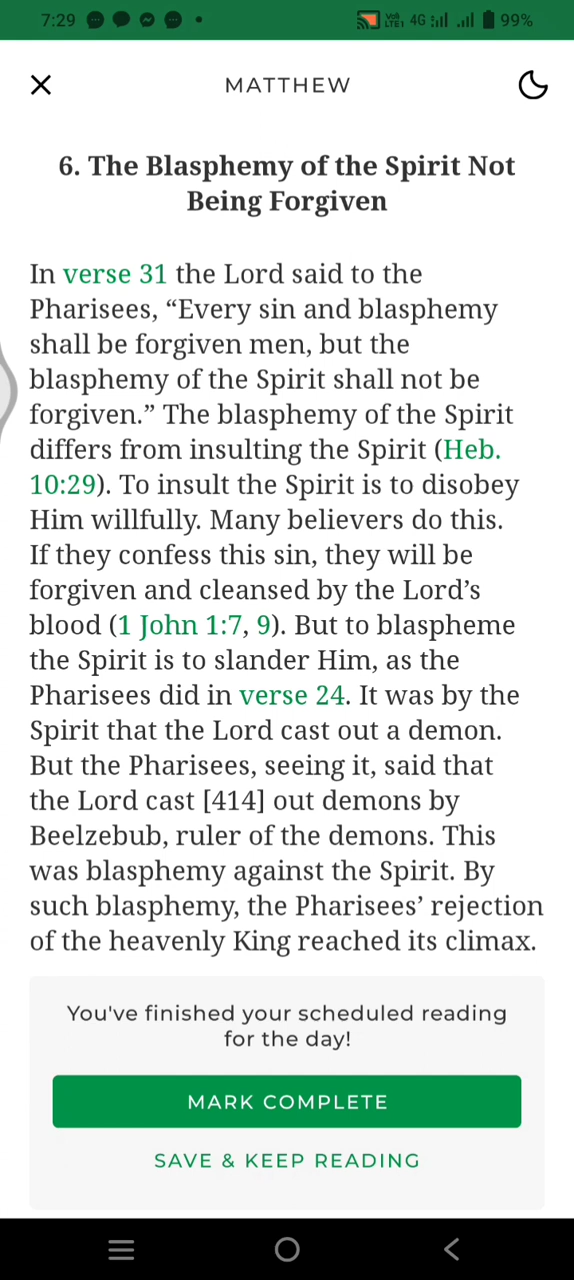 7:29
Vo5 LTE1 4G 99%
MATTHEW
6. The Blasphemy of the Spirit Not
Being Forgiven
In verse 31 the Lord said to the
Pharisees, “Every sin and blasphemy
shall be forgiven men, but the
blasphemy of the Spirit shall not be
forgiven.” The blasphemy of the Spirit
differs from insulting the Spirit (Heb.
10:29). To insult the Spirit is to disobey
Him willfully. Many believers do this.
If they confess this sin, they will be
forgiven and cleansed by the Lord’s
blood (1 John 1:7, 9). But to blaspheme
the Spirit is to slander Him, as the
Pharisees did in verse 24. It was by the
Spirit that the Lord cast out a demon.
But the Pharisees, seeing it, said that
the Lord cast [414] out demons by
Beelzebub, ruler of the demons. This
was blasphemy against the Spirit. By
such blasphemy, the Pharisees’ rejection
of the heavenly King reached its climax.
You've finished your scheduled reading
for the day!
MARK COMPLETE
SAVE & KEEP READING